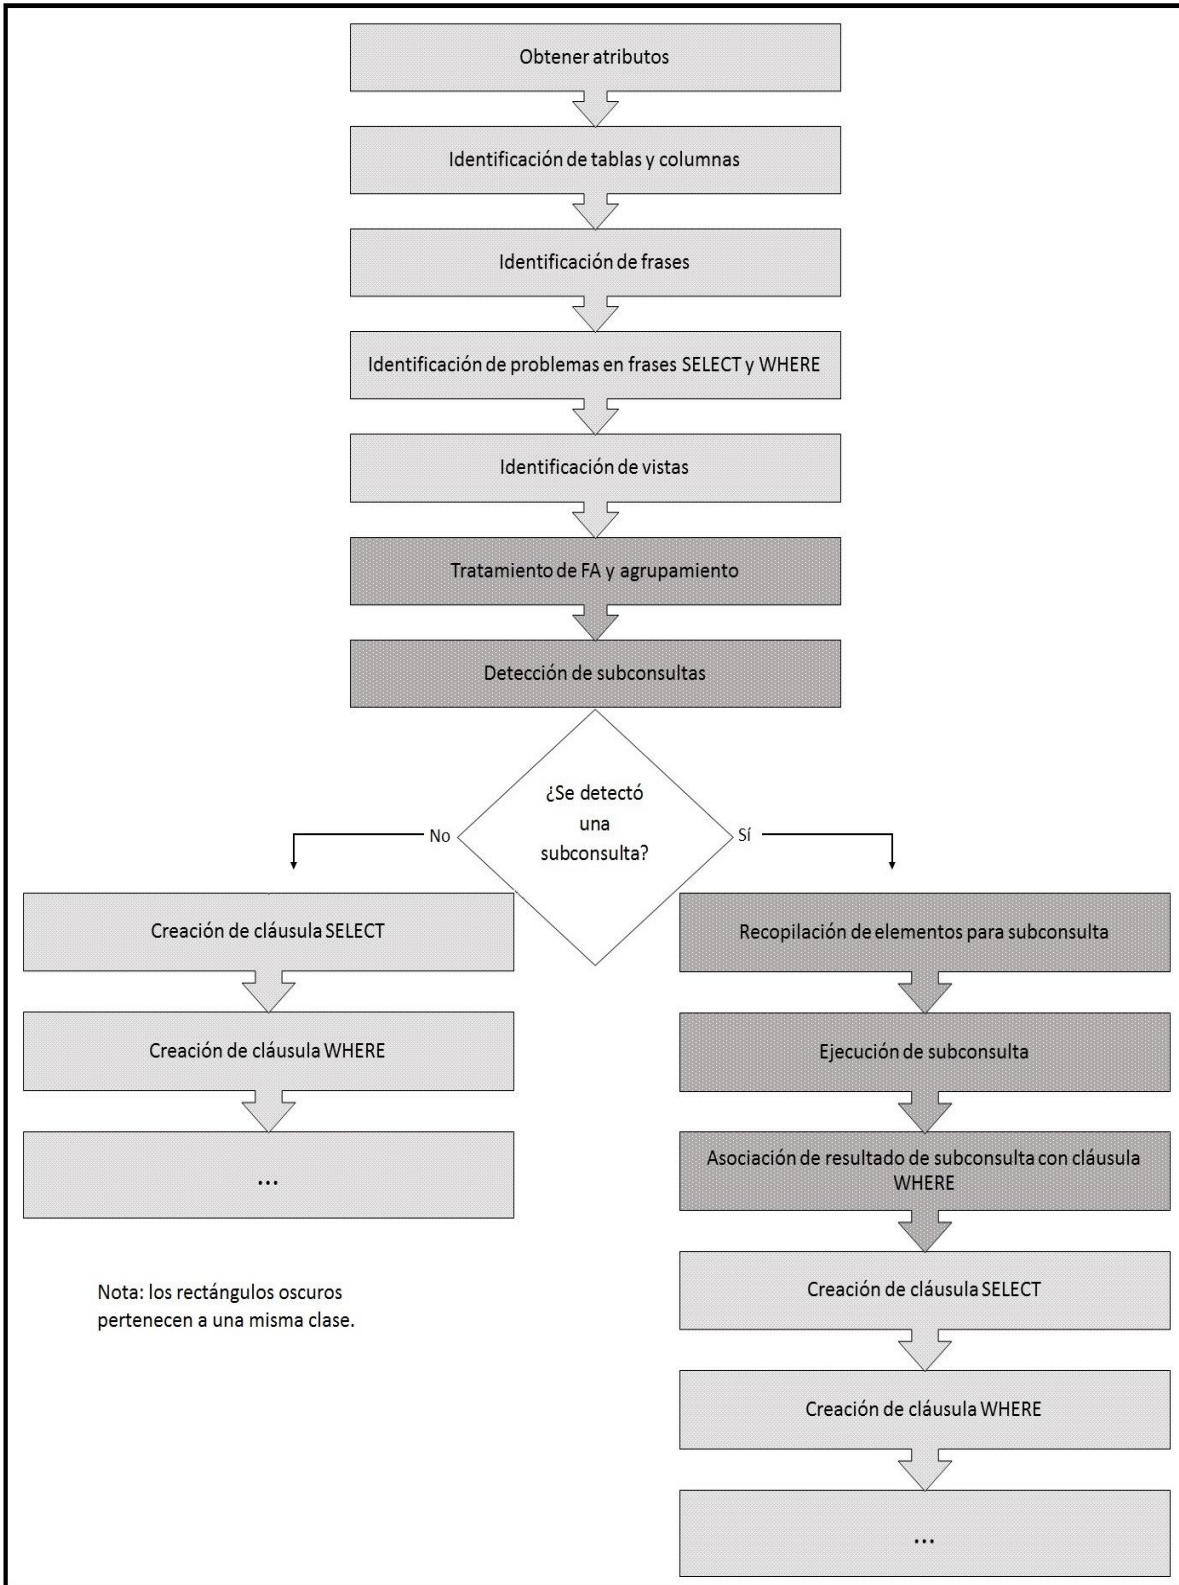 Obtener atributos
Identificación de tablas y columnas
Identificación de frases
Identificación de problemas en frases SELECT y WHERE
Identificación de vistas
Tratamiento de FA y agrupamiento
Detección de subconsultas
¿Se detectó
una
subconsulta?
No
Sí
Creación de cláusula SELECT
Creación de cláusula WHERE
...
Nota: los rectángulos oscuros
pertenecen a una misma clase.
Recopilación de elementos para subconsulta
Ejecución de subconsulta
Asociación de resultado de subconsulta con cláusula
WHERE
Creación de cláusula SELECT
Creación de cláusula WHERE
...